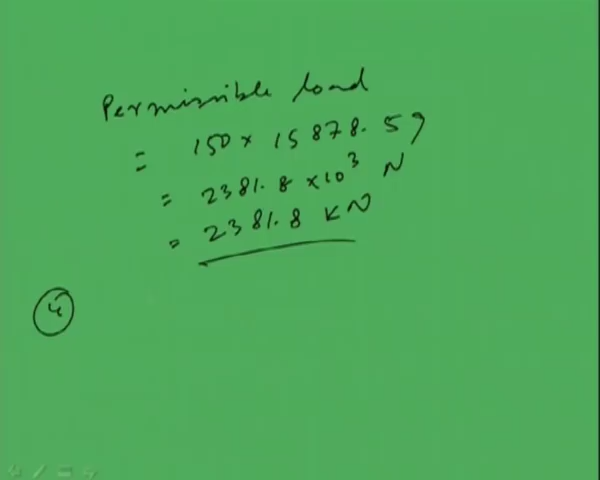 Permissible load
= 150 × 15878.59
= 2381.8 × 10³ N
= 2381.8 KN
4